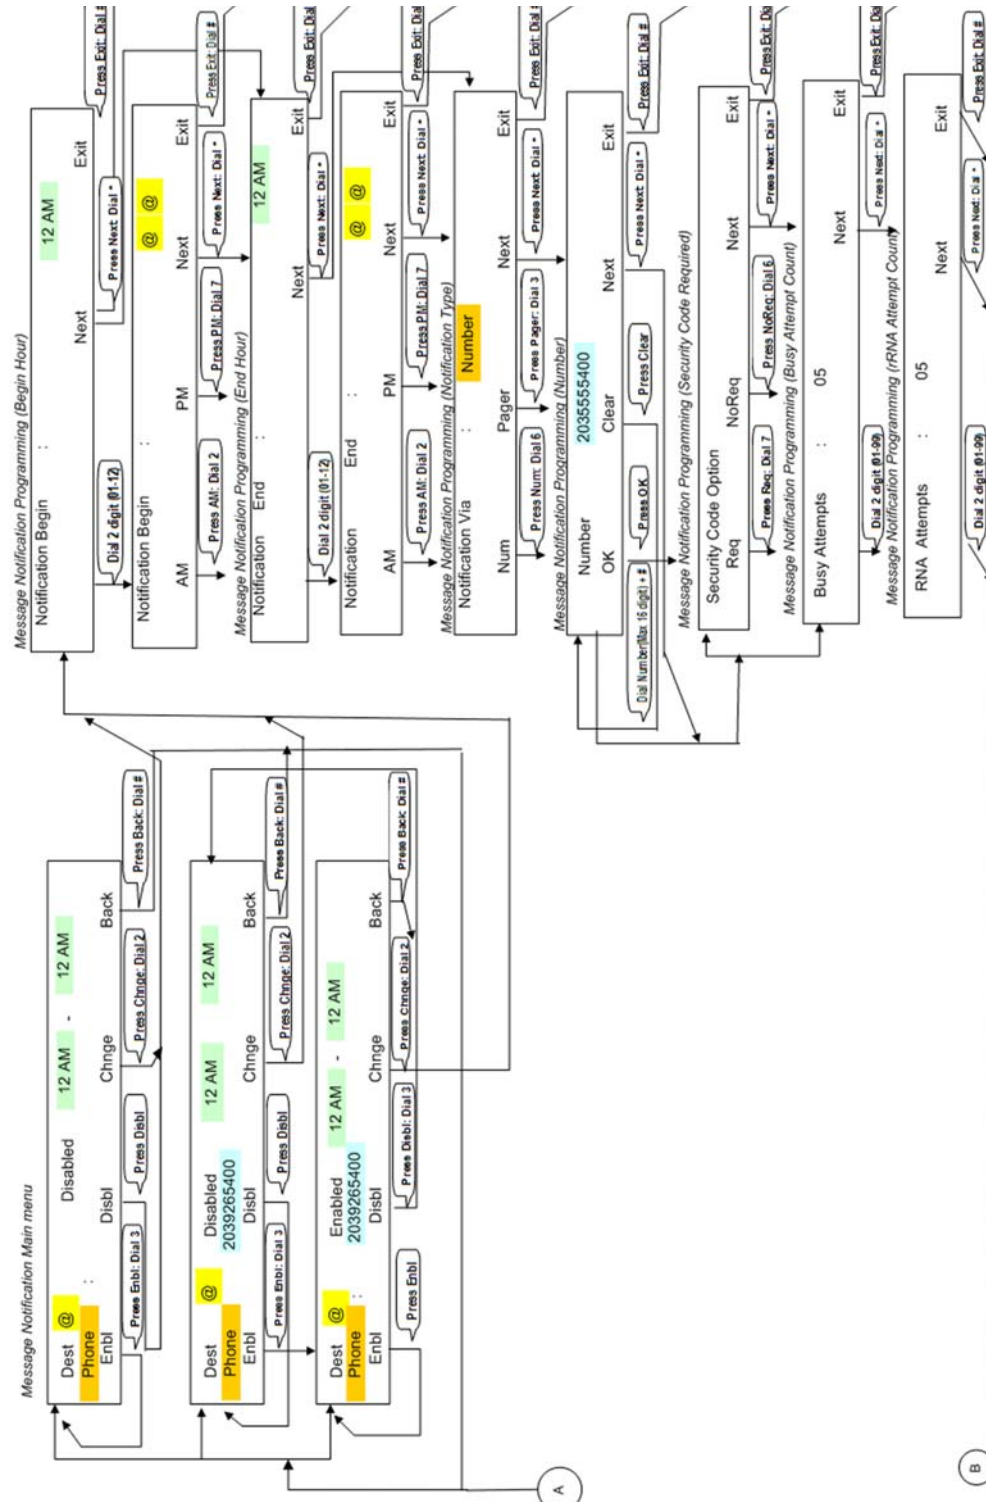 Message Notification Main menu
Dest @ Disabled 12 AM - 12 AM
Phone :
Enbl Disbl Chnge Back
Press Enbl: Dial 3
Press Disbl
Press Chnge: Dial 2
Press Back: Dial #
Dest @ Disabled 12 AM 12 AM
Phone 2039265400
Enbl Disbl Chnge Back
Press Enbl: Dial 3
Press Disbl
Press Chnge: Dial 2
Press Back: Dial #
Dest @ Enabled 12 AM - 12 AM
Phone : 2039265400
Enbl Disbl Chnge Back
Press Enbl
Press Disbl: Dial 3
Press Chnge: Dial 2
Press Back: Dial #
A
B
Message Notification Programming (Begin Hour)
Notification Begin : 12 AM
Next Exit
Dial 2 digit (01-12)
Press Next: Dial *
Press Exit: Dial #
Notification Begin : @ @
AM PM Next Exit
Press AM: Dial 2
Press PM: Dial 7
Press Next: Dial *
Press Exit: Dial #
Message Notification Programming (End Hour)
Notification End : 12 AM
Next Exit
Dial 2 digit (01-12)
Press Next: Dial *
Press Exit: Dial
Notification End : @ @
AM PM Next Exit
Press AM: Dial 2
Press PM: Dial 7
Press Next: Dial *
Press Exit: Dial
Message Notification Programming (Notification Type)
Notification Via Number
Num Pager Next Exit
Press Num: Dial 6
Press Pager: Dial 3
Press Next: Dial *
Press Exit: Dial
Message Notification Programming (Number)
Number 2035555400
OK Clear Next Exit
Dial Number(Max 16 digit) + #
Press OK
Press Clear
Press Next: Dial *
Press Exit: Dial #
Message Notification Programming (Security Code Required)
Security Code Option
Req NoReq Next Exit
Press Req: Dial 7
Press NoReq: Dial 6
Press Next: Dial *
Press Exit: Dial
Message Notification Programming (Busy Attempt Count)
Busy Attempts : 05
Next Exit
Dial 2 digit (01-99)
Press Next: Dial *
Press Exit: Dial
Message Notification Programming (rRNA Attempt Count)
RNA Attempts : 05
Next Exit
Dial 2 digit (01-99)
Press Next: Dial *
Press Exit: Dial #